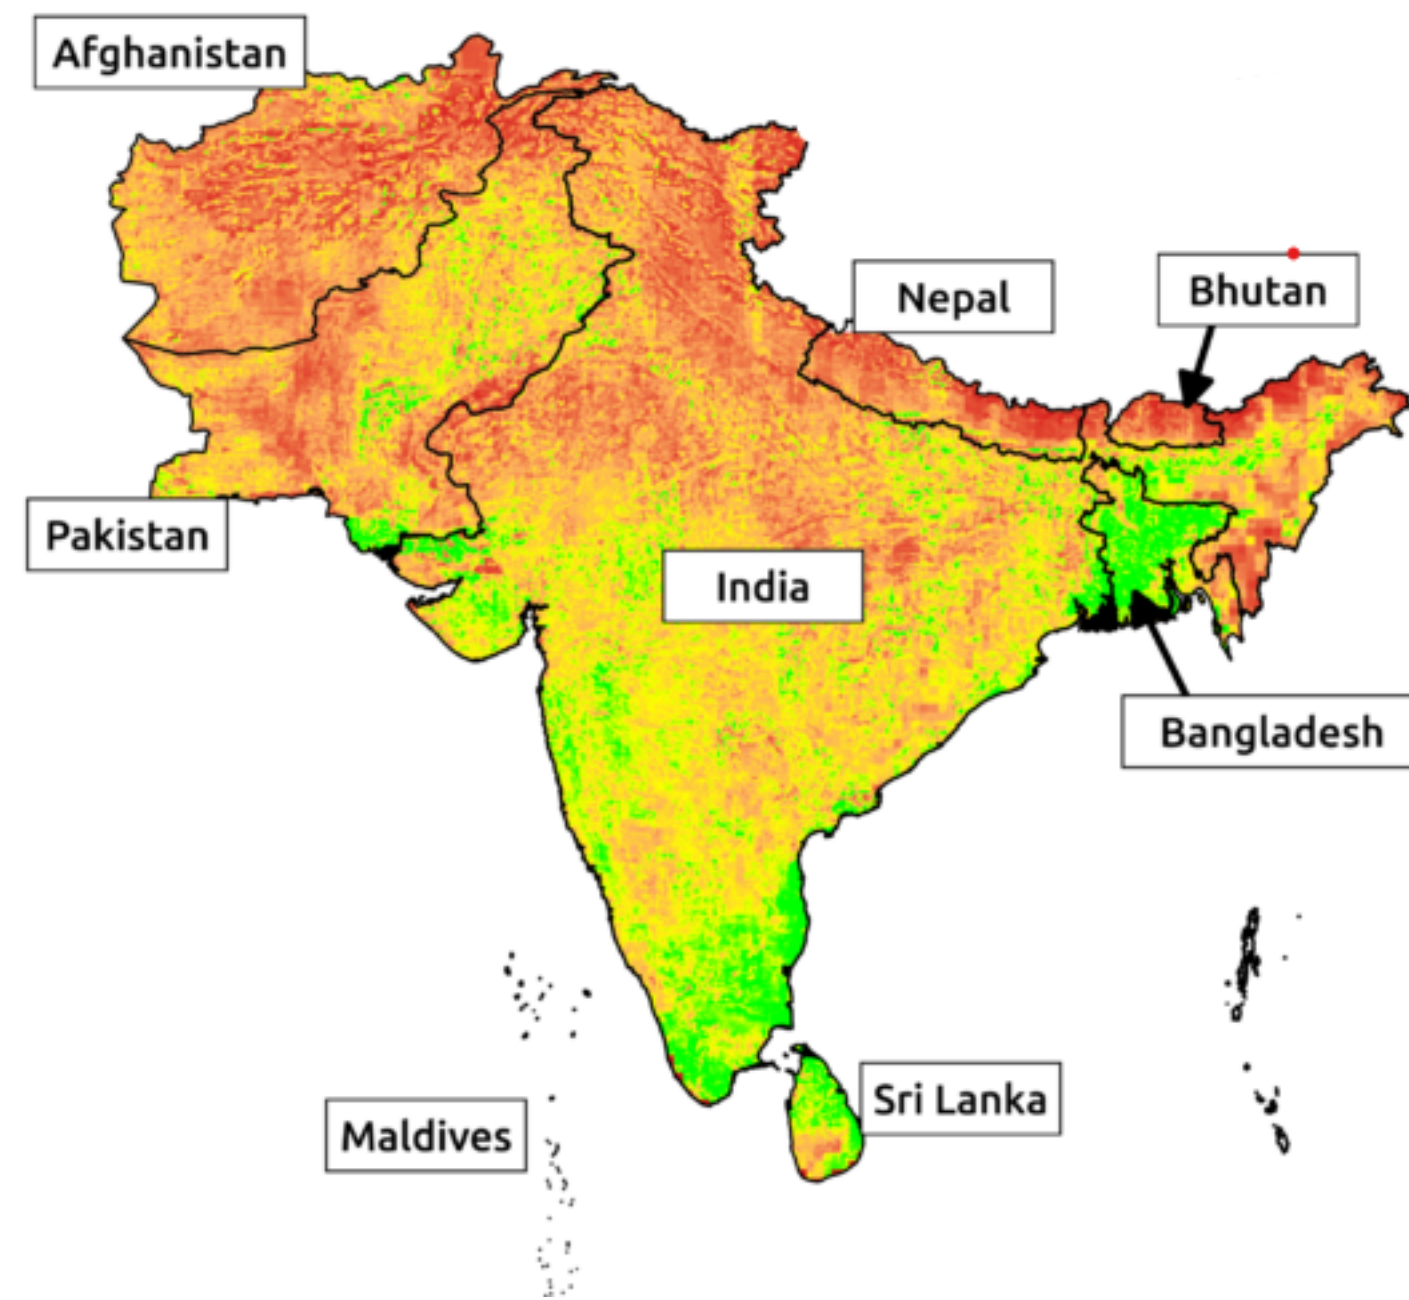 Afghanistan
Nepal
Bhutan
Pakistan
India
Bangladesh
Sri Lanka
Maldives